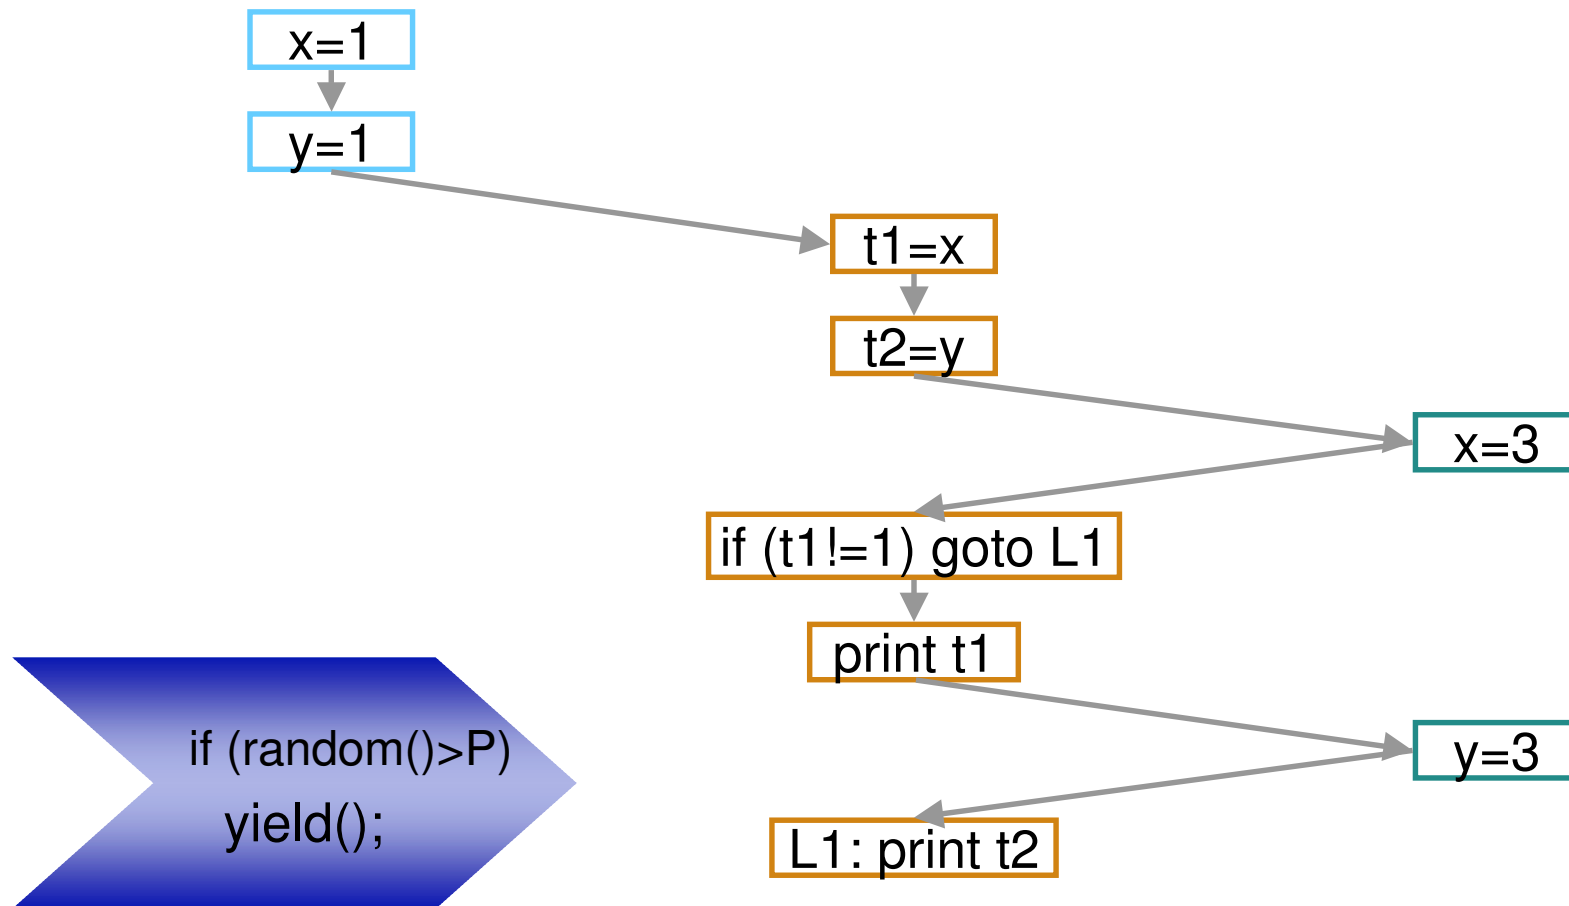 x=1
y=1
t1=x
t2=y
x=3
if (t1!=1) goto L1
print t1
y=3
L1: print t2
if (random()>P)
yield();